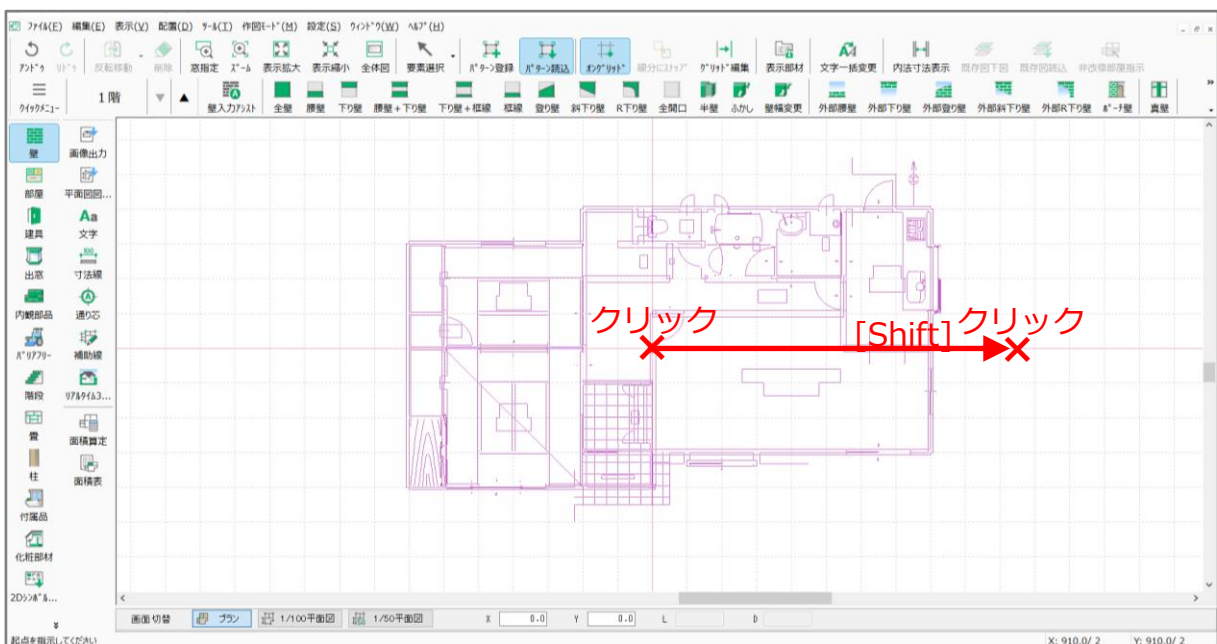 ﾌｧｲﾙ(E) 編集(E) 表示(V) 配置(D) ﾂｰﾙ(I) 作図ﾓｰﾄﾞ(M) 設定(S) ｳｨﾝﾄﾞｳ(W) ﾍﾙﾌﾟ(H)
ｱﾝﾄﾞｩ ﾘﾄﾞｩ 反転移動 削除 窓指定 ｽﾞｰﾑ 表示拡大 表示縮小 全体図 要素選択 ﾊﾟﾀｰﾝ登録 ﾊﾟﾀｰﾝ読込 ｵﾝｸﾞﾘｯﾄﾞ 線分にｽﾅｯﾌﾟ ｸﾞﾘｯﾄﾞ編集 表示部材 文字一括変更 内法寸法表示 既存図下図 既存図読込 非改修部屋指示
ｸｲｯｸﾒﾆｭｰ 1 階 壁入力ｱｼｽﾄ 全壁 腰壁 下り壁 腰壁+下り壁 下り壁+框線 框線 登り壁 斜下り壁 R下り壁 全開口 半壁 ふかし 壁幅変更 外部腰壁 外部下り壁 外部登り壁 外部斜下り壁 外部R下り壁 ﾎﾟｰﾁ壁 真壁
壁 画像出力
部屋 平面図図...
建具 文字
出窓 寸法線
内観部品 通り芯
ﾊﾞﾘｱﾌﾘｰ 補助線
階段 ﾘｱﾙﾀｲﾑ3...
畳 面積算定
柱 面積表
付属品
化粧部材
2Dｼﾝﾎﾞﾙ...
クリック [Shift] クリック
画面切替 プラン 1/100平面図 1/50平面図 X 0.0 Y 0.0 L D
起点を指示してください X: 910.0/ 2 Y: 910.0/ 2